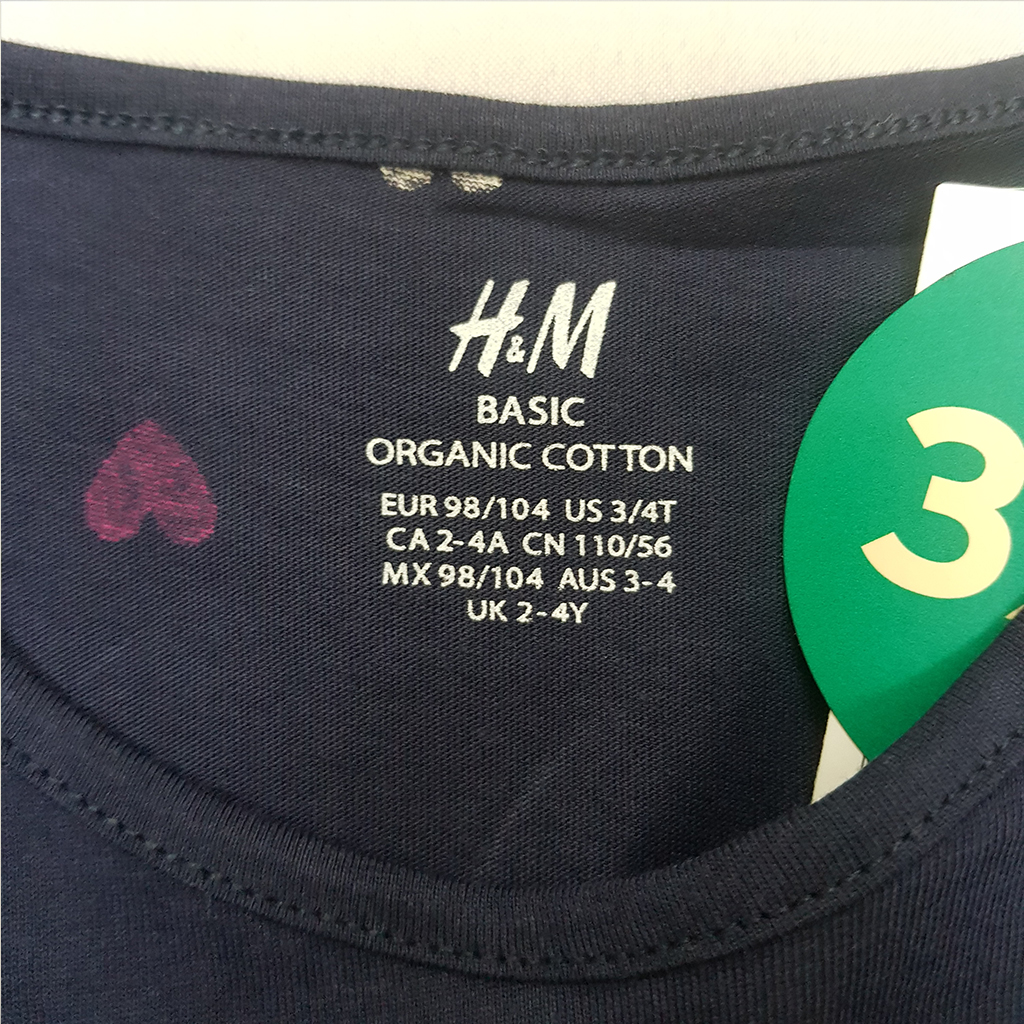 H&M
BASIC
ORGANIC COTTON
EUR 98/104 US 3/4T
CA 2-4A CN 110/56
MX 98/104 AUS 3-4
UK 2-4Y
3